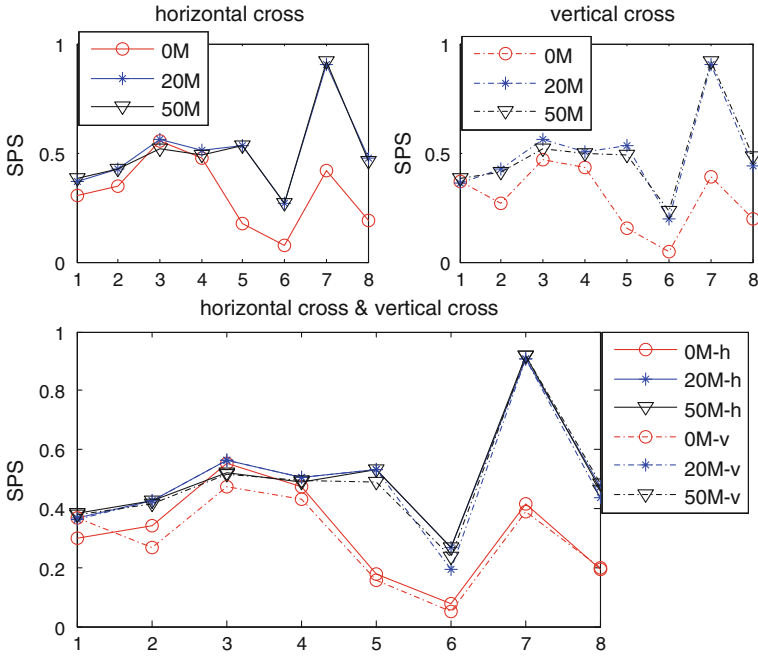 horizontal cross
1
0.5
0
SPS
0M
20M
50M
1 2 3 4 5 6 7 8
vertical cross
1
0.5
0
SPS
0M
20M
50M
1 2 3 4 5 6 7 8
horizontal cross & vertical cross
1
0.8
0.6
0.4
0.2
0
SPS
1 2 3 4 5 6 7 8
0M-h
20M-h
50M-h
0M-v
20M-v
50M-v